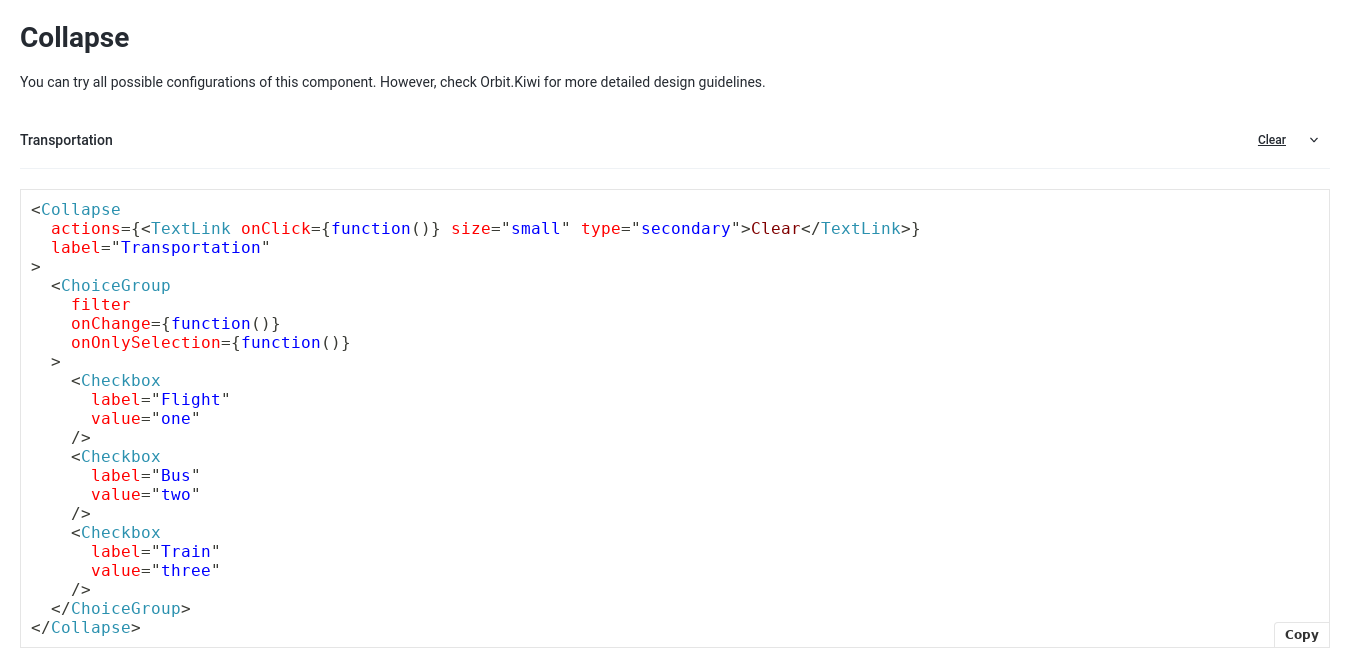 Collapse
You can try all possible configurations of this component. However, check Orbit.Kiwi for more detailed design guidelines.
Transportation
Clear
<Collapse
  actions={<TextLink onClick={function()} size="small" type="secondary">Clear</TextLink>}
  label="Transportation"
>
  <ChoiceGroup
    filter
    onChange={function()}
    onOnlySelection={function()}
  >
    <Checkbox
      label="Flight"
      value="one"
    />
    <Checkbox
      label="Bus"
      value="two"
    />
    <Checkbox
      label="Train"
      value="three"
    />
  </ChoiceGroup>
</Collapse>
Copy